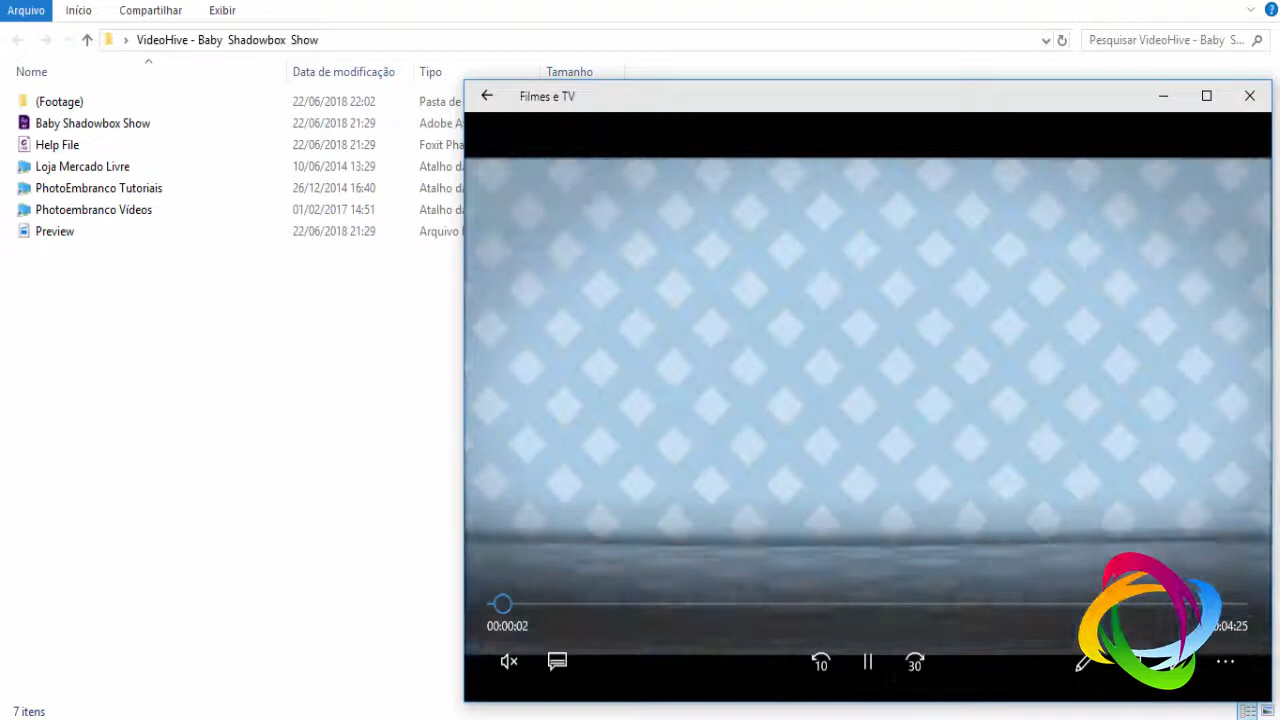 Arquivo Início Compartilhar Exibir
VideoHive - Baby Shadowbox Show
Pesquisar VideoHive - Baby S...
Nome Data de modificação Tipo Tamanho
(Footage) 22/06/2018 22:02 Pasta de
Baby Shadowbox Show 22/06/2018 21:29 Adobe A
Help File 22/06/2018 21:29 Foxit Pha
Loja Mercado Livre 10/06/2014 13:29 Atalho da
PhotoEmbranco Tutoriais 26/12/2014 16:40 Atalho da
Photoembranco Vídeos 01/02/2017 14:51 Atalho da
Preview 22/06/2018 21:29 Arquivo
Filmes e TV
00:00:02
04:25
10
30
7 itens